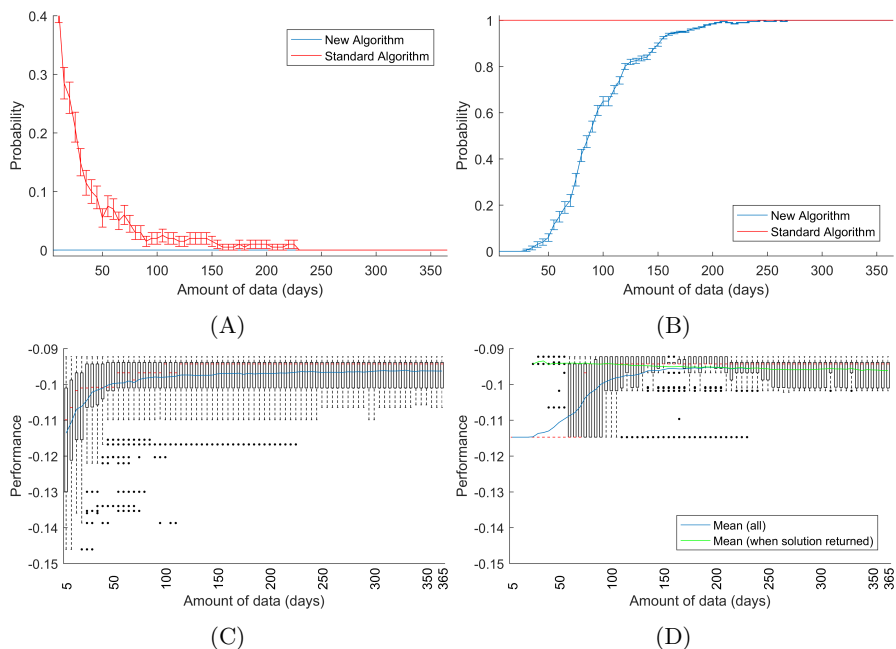 0.4
0.3
0.2
0.1
0
Probability
New Algorithm
Standard Algorithm
50 100 150 200 250 300 350
Amount of data (days)
(A)
1
0.8
0.6
0.4
0.2
0
Probability
New Algorithm
Standard Algorithm
50 100 150 200 250 300 350
Amount of data (days)
(B)
-0.09
-0.1
-0.11
-0.12
-0.13
-0.14
-0.15
Performance
5 50 100 150 200 250 300 350 365
Amount of data (days)
(C)
-0.09
-0.1
-0.11
-0.12
-0.13
-0.14
-0.15
Performance
Mean (all)
Mean (when solution returned)
5 50 100 150 200 250 300 350 365
Amount of data (days)
(D)